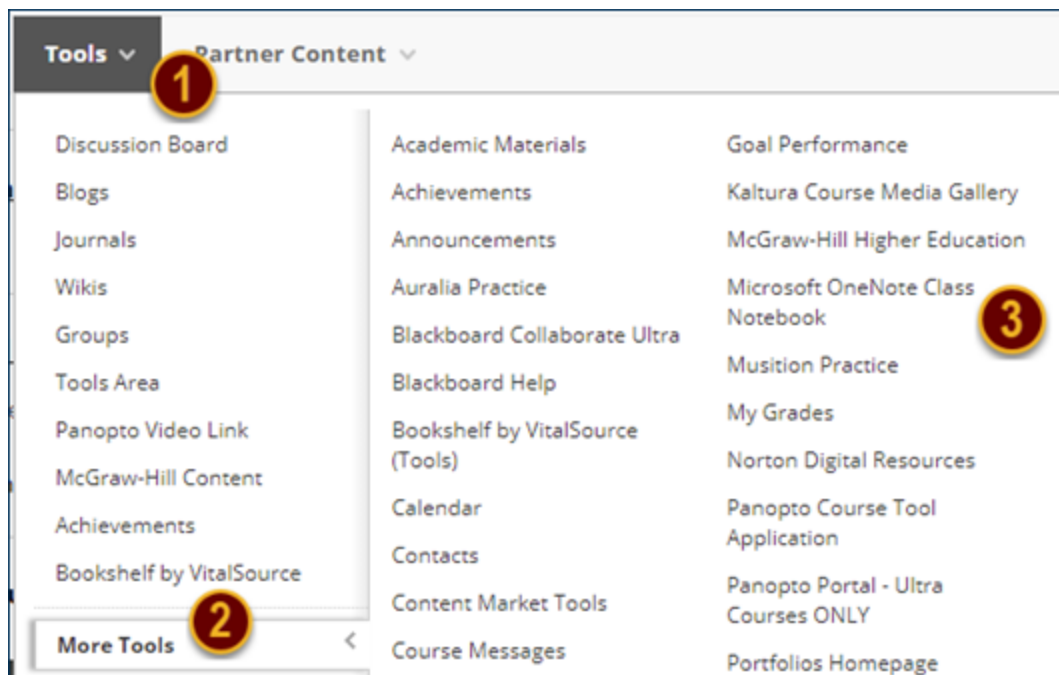 Tools
Partner Content
1
Discussion Board
Blogs
Journals
Wikis
Groups
Tools Area
Panopto Video Link
McGraw-Hill Content
Achievements
Bookshelf by VitalSource
2
More Tools
Academic Materials
Achievements
Announcements
Auralia Practice
Blackboard Collaborate Ultra
Blackboard Help
Bookshelf by VitalSource
(Tools)
Calendar
Contacts
Content Market Tools
Course Messages
Goal Performance
Kaltura Course Media Gallery
McGraw-Hill Higher Education
Microsoft OneNote Class
Notebook
3
Musition Practice
My Grades
Norton Digital Resources
Panopto Course Tool
Application
Panopto Portal - Ultra
Courses ONLY
Portfolios Homepage